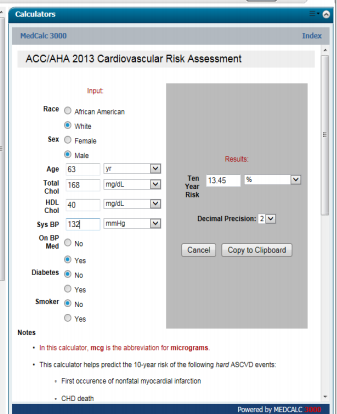 Calculators
MedCalc 3000 Index
ACC/AHA 2013 Cardiovascular Risk Assessment
Input:
Race African American
White
Sex Female
Male
Age 63 yr
Total Chol 168 mg/dL
HDL Chol 40 mg/dL
Sys BP 132 mmHg
On BP Med No
Yes
Diabetes No
Yes
Smoker No
Yes
Results:
Ten Year Risk 13.45 %
Decimal Precision: 2
Cancel Copy to Clipboard
Notes
• In this calculator, mcg is the abbreviation for micrograms.
• This calculator helps predict the 10-year risk of the following hard ASCVD events:
◦ First occurence of nonfatal myocardial infarction
◦ CHD death
Powered by MEDCALC